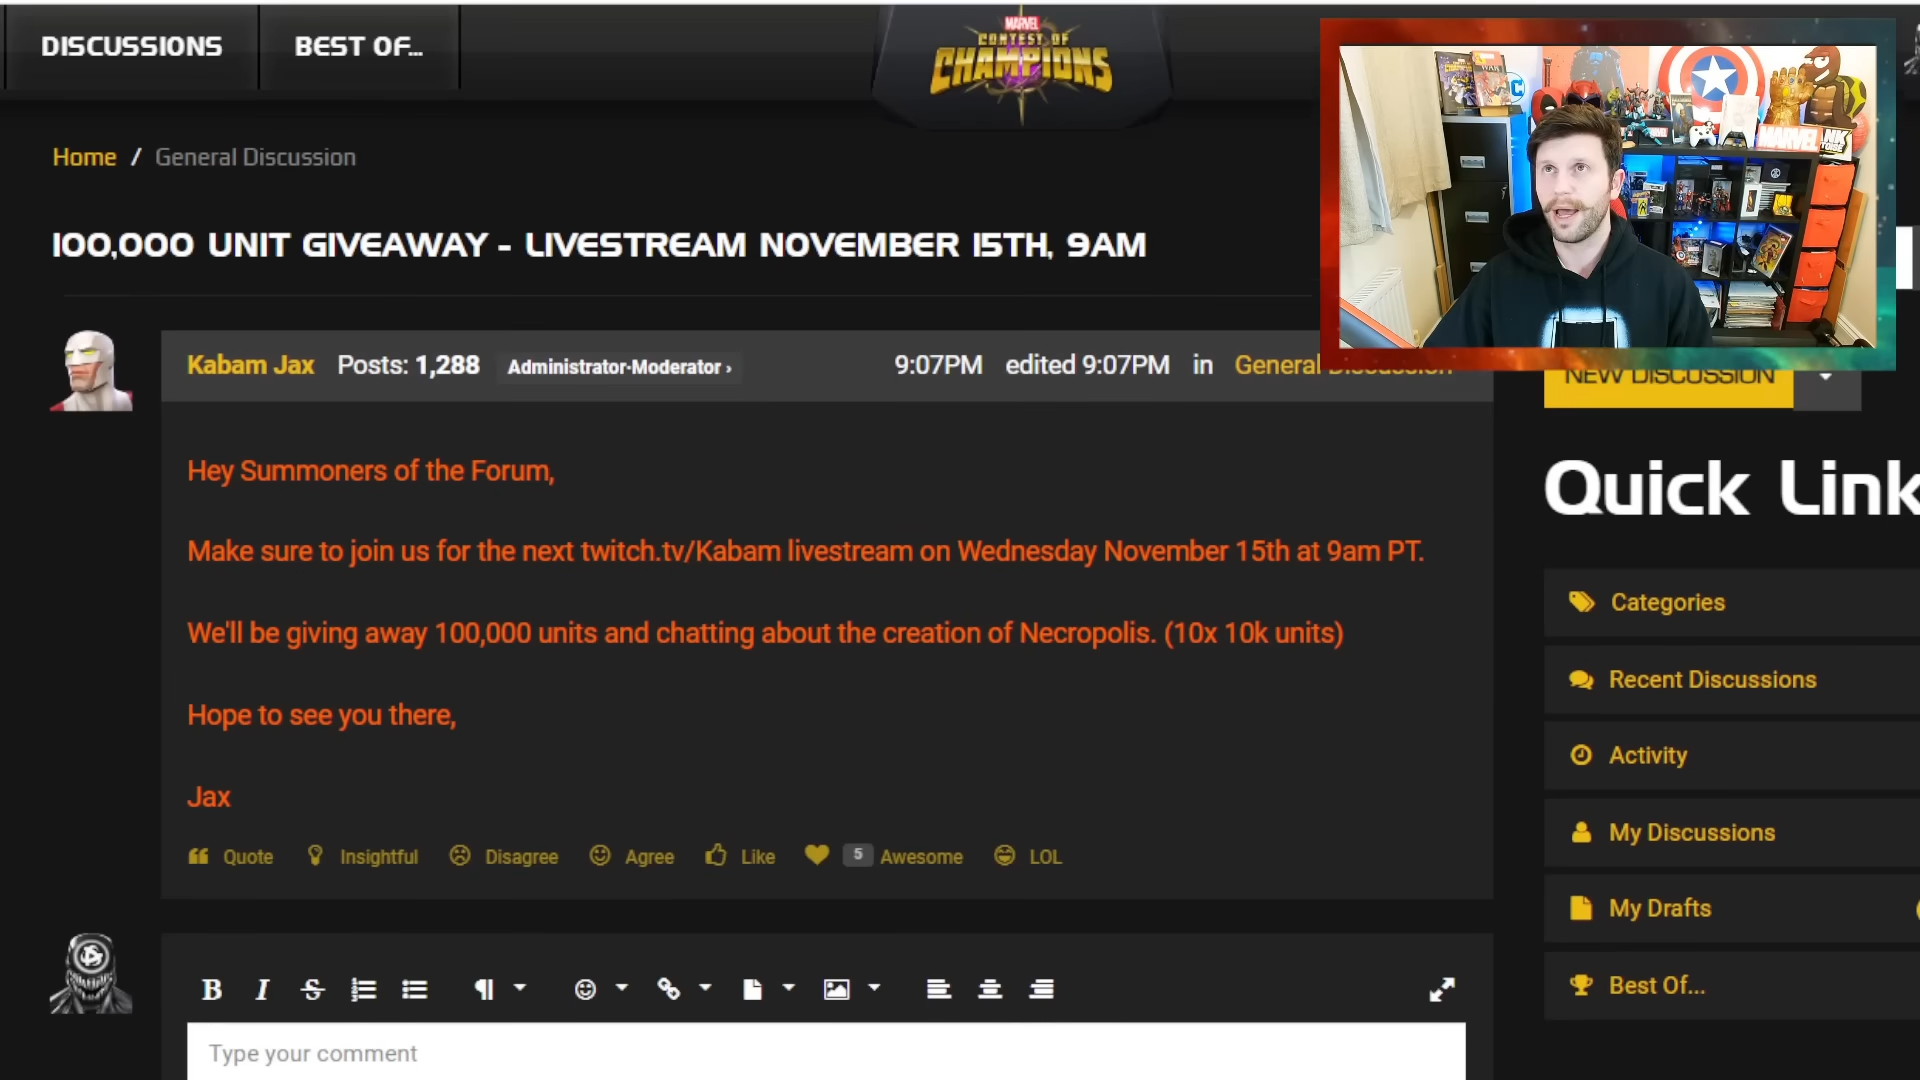 DISCUSSIONS
BEST OF...
MARVEL
CONTEST OF
CHAMPIONS
Home / General Discussion
100,000 UNIT GIVEAWAY - LIVESTREAM NOVEMBER 15TH, 9AM
MARVEL
Kabam Jax Posts: 1,288 Administrator-Moderator › 9:07PM edited 9:07PM in General Discussion
NEW DISCUSSION
Hey Summoners of the Forum,
Make sure to join us for the next twitch.tv/Kabam livestream on Wednesday November 15th at 9am PT.
We'll be giving away 100,000 units and chatting about the creation of Necropolis. (10x 10k units)
Hope to see you there,
Jax
Quote Insightful Disagree Agree Like 5 Awesome LOL
Quick Link
Categories
Recent Discussions
Activity
My Discussions
My Drafts
Best Of...
B I S
Type your comment